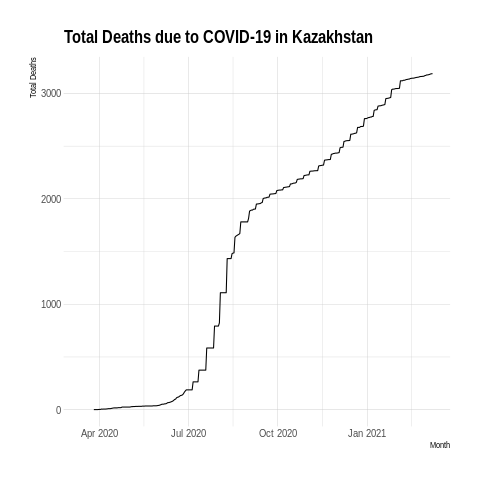 Total Deaths due to COVID-19 in Kazakhstan
Total Deaths
3000
2000
1000
0
Apr 2020 Jul 2020 Oct 2020 Jan 2021
Month